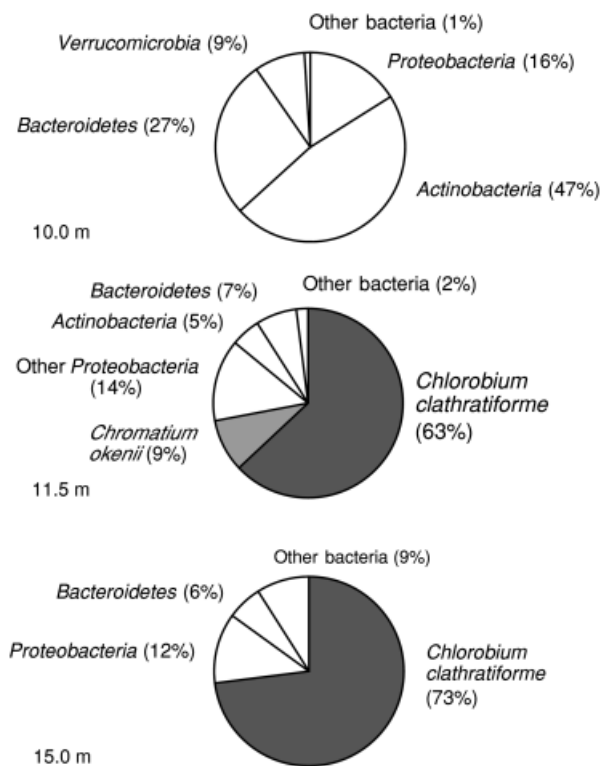 Other bacteria (1%)
Verrucomicrobia (9%)
Proteobacteria (16%)
Bacteroidetes (27%)
Actinobacteria (47%)
10.0 m
Other bacteria (2%)
Bacteroidetes (7%)
Actinobacteria (5%)
Other Proteobacteria
(14%)
Chlorobium
clathratiforme
(63%)
Chromatium
okenii (9%)
11.5 m
Other bacteria (9%)
Bacteroidetes (6%)
Proteobacteria (12%)
Chlorobium
clathratiforme
(73%)
15.0 m